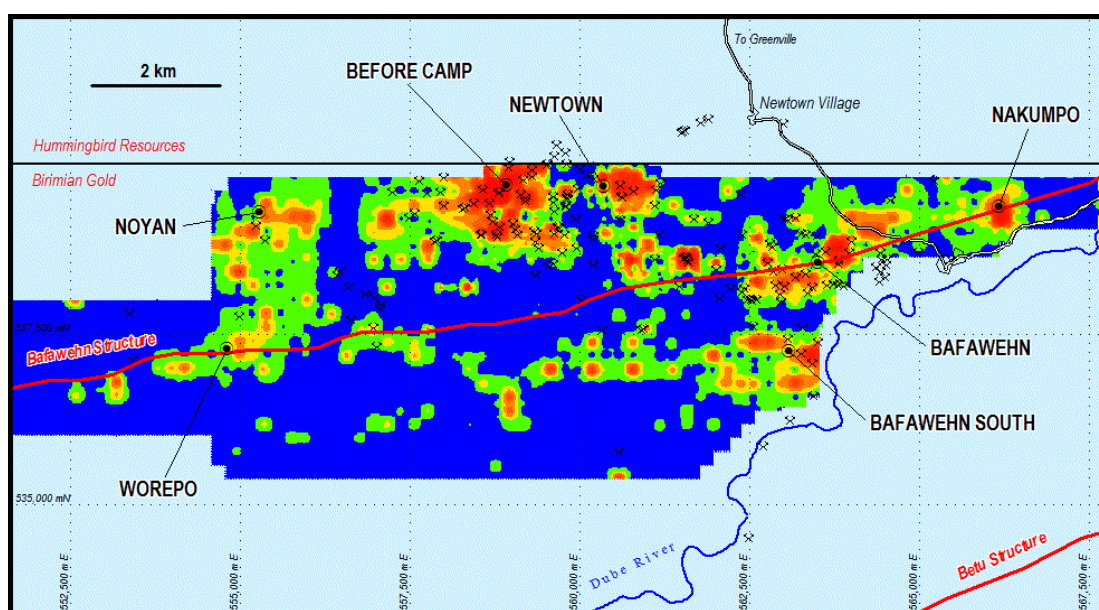 To Greenville
2 km
BEFORE CAMP
NEWTOWN
Newtown Village
NAKUMPO
Hummingbird Resources
Birimian Gold
NOYAN
537,500 mN
Bafawehn Structure
BAFAWEHN
BAFAWEHN SOUTH
WOREPO
535,000 mN
Dube River
Betu Structure
552,500 m E
555,000 m E
557,500 m E
560,000 m E
562,500 m E
565,000 m E
567,500 m E